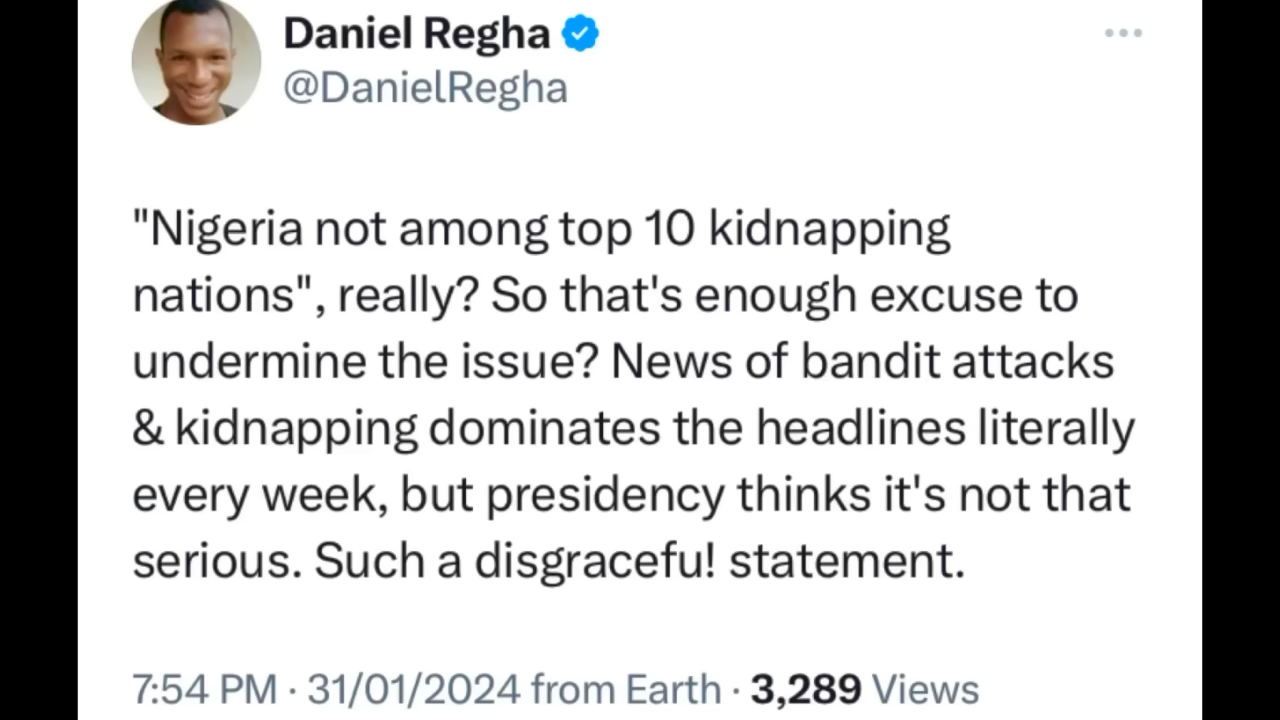 Daniel Regha
@DanielRegha
"Nigeria not among top 10 kidnapping
nations", really? So that's enough excuse to
undermine the issue? News of bandit attacks
& kidnapping dominates the headlines literally
every week, but presidency thinks it's not that
serious. Such a disgracefu! statement.
7:54 PM · 31/01/2024 from Earth · 3,289 Views